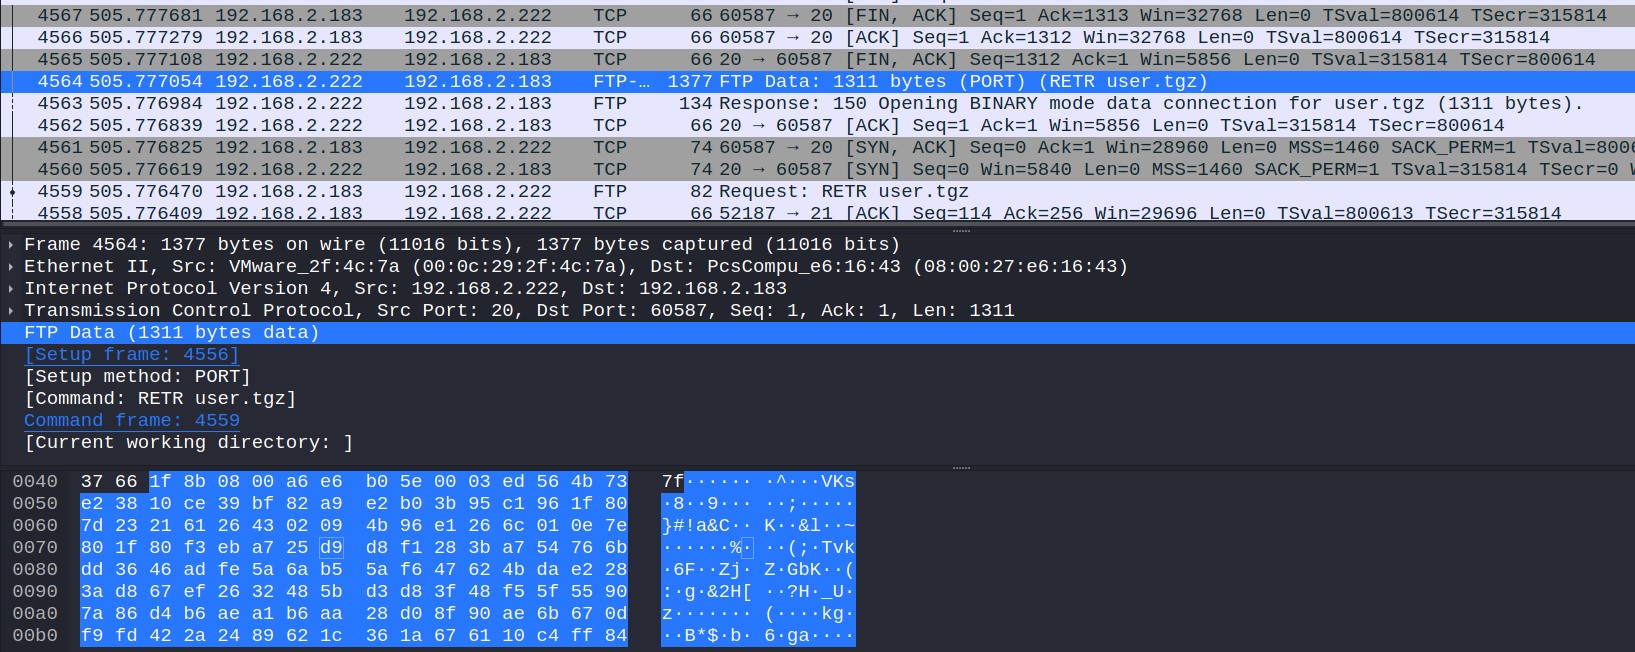 4567 505.777681 192.168.2.183 192.168.2.222 TCP 66 60587 → 20 [FIN, ACK] Seq=1 Ack=1313 Win=32768 Len=0 TSval=800614 TSecr=315814
4566 505.777279 192.168.2.183 192.168.2.222 TCP 66 60587 → 20 [ACK] Seq=1 Ack=1312 Win=32768 Len=0 TSval=800614 TSecr=315814
4565 505.777108 192.168.2.222 192.168.2.183 TCP 66 20 → 60587 [FIN, ACK] Seq=1312 Ack=1 Win=5856 Len=0 TSval=315814 TSecr=800614
4564 505.777054 192.168.2.222 192.168.2.183 FTP-… 1377 FTP Data: 1311 bytes (PORT) (RETR user.tgz)
4563 505.776984 192.168.2.222 192.168.2.183 FTP 134 Response: 150 Opening BINARY mode data connection for user.tgz (1311 bytes).
4562 505.776839 192.168.2.222 192.168.2.183 TCP 66 20 → 60587 [ACK] Seq=1 Ack=1 Win=5856 Len=0 TSval=315814 TSecr=800614
4561 505.776825 192.168.2.183 192.168.2.222 TCP 74 60587 → 20 [SYN, ACK] Seq=0 Ack=1 Win=28960 Len=0 MSS=1460 SACK_PERM=1 TSval=8006
4560 505.776619 192.168.2.222 192.168.2.183 TCP 74 20 → 60587 [SYN] Seq=0 Win=5840 Len=0 MSS=1460 SACK_PERM=1 TSval=315814 TSecr=0 W
4559 505.776470 192.168.2.183 192.168.2.222 FTP 82 Request: RETR user.tgz
4558 505.776409 192.168.2.183 192.168.2.222 TCP 66 52187 → 21 [ACK] Seq=114 Ack=256 Win=29696 Len=0 TSval=800613 TSecr=315814
Frame 4564: 1377 bytes on wire (11016 bits), 1377 bytes captured (11016 bits)
Ethernet II, Src: VMware_2f:4c:7a (00:0c:29:2f:4c:7a), Dst: PcsCompu_e6:16:43 (08:00:27:e6:16:43)
Internet Protocol Version 4, Src: 192.168.2.222, Dst: 192.168.2.183
Transmission Control Protocol, Src Port: 20, Dst Port: 60587, Seq: 1, Ack: 1, Len: 1311
FTP Data (1311 bytes data)
[Setup frame: 4556]
[Setup method: PORT]
[Command: RETR user.tgz]
Command frame: 4559
[Current working directory: ]
0040 37 66 1f 8b 08 00 a6 e6 b0 5e 00 03 ed 56 4b 73 7f······ ·^···VKs
0050 e2 38 10 ce 39 bf 82 a9 e2 b0 3b 95 c1 96 1f 80 ·8··9··· ··;·····
0060 7d 23 21 61 26 43 02 09 4b 96 e1 26 6c 01 0e 7e }#!a&C·· K··&l··~
0070 80 1f 80 f3 eb a7 25 d9 d8 f1 28 3b a7 54 76 6b ······%· ··(;·Tvk
0080 dd 36 46 ad fe 5a 6a b5 5a f6 47 62 4b da e2 28 ·6F··Zj· Z·GbK··(
0090 3a d8 67 ef 26 32 48 5b d3 d8 3f 48 f5 5f 55 90 :·g·&2H[ ··?H·_U·
00a0 7a 86 d4 b6 ae a1 b6 aa 28 d0 8f 90 ae 6b 67 0d z······· (····kg·
00b0 f9 fd 42 2a 24 89 62 1c 36 1a 67 61 10 c4 ff 84 ··B*$·b· 6·ga····